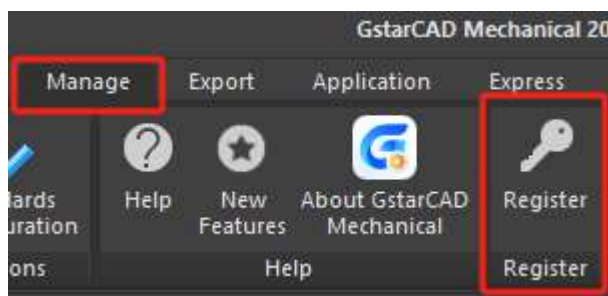 GstarCAD Mechanical 20
Manage Export Application Express
Help New Features About GstarCAD Mechanical Register
Help Register